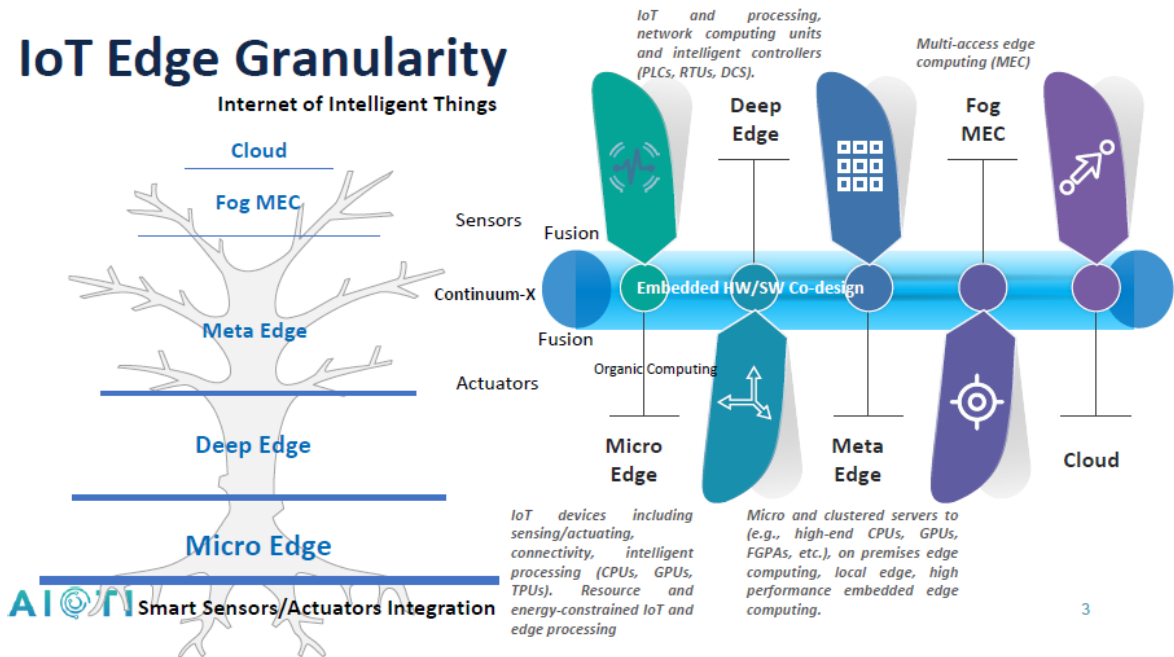 IoT Edge Granularity
Internet of Intelligent Things
Cloud
Fog MEC
Meta Edge
Deep Edge
Micro Edge
AIOTI
Smart Sensors/Actuators Integration
Sensors
Fusion
Continuum-X
Fusion
Actuators
IoT and processing,
network computing units
and intelligent controllers
(PLCs, RTUs, DCS).
Deep
Edge
Multi-access edge
computing (MEC)
Fog
MEC
Embedded HW/SW Co-design
Organic Computing
Micro
Edge
IoT devices including
sensing/actuating,
connectivity, intelligent
processing (CPUs, GPUs,
TPUs). Resource and
energy-constrained IoT and
edge processing
Meta
Edge
Micro and clustered servers to
(e.g., high-end CPUs, GPUs,
FGPAs, etc.), on premises edge
computing, local edge, high
performance embedded edge
computing.
Cloud
3